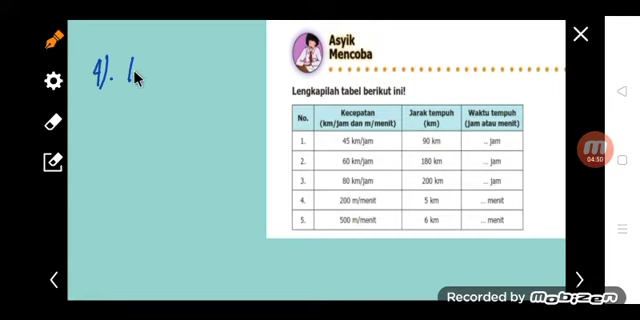 4).
Asyik
Mencoba
Lengkapilah tabel berikut ini!
No. Kecepatan (km/jam dan m/menit) Jarak tempuh (km) Waktu tempuh (jam atau menit)
1. 45 km/jam 90 km .. jam
2. 60 km/jam 180 km ... jam
3. 80 km/jam 200 km ... jam
4. 200 m/menit 5 km ... menit
5. 500 m/menit 6 km ... menit
04:50
Recorded by Mobizen